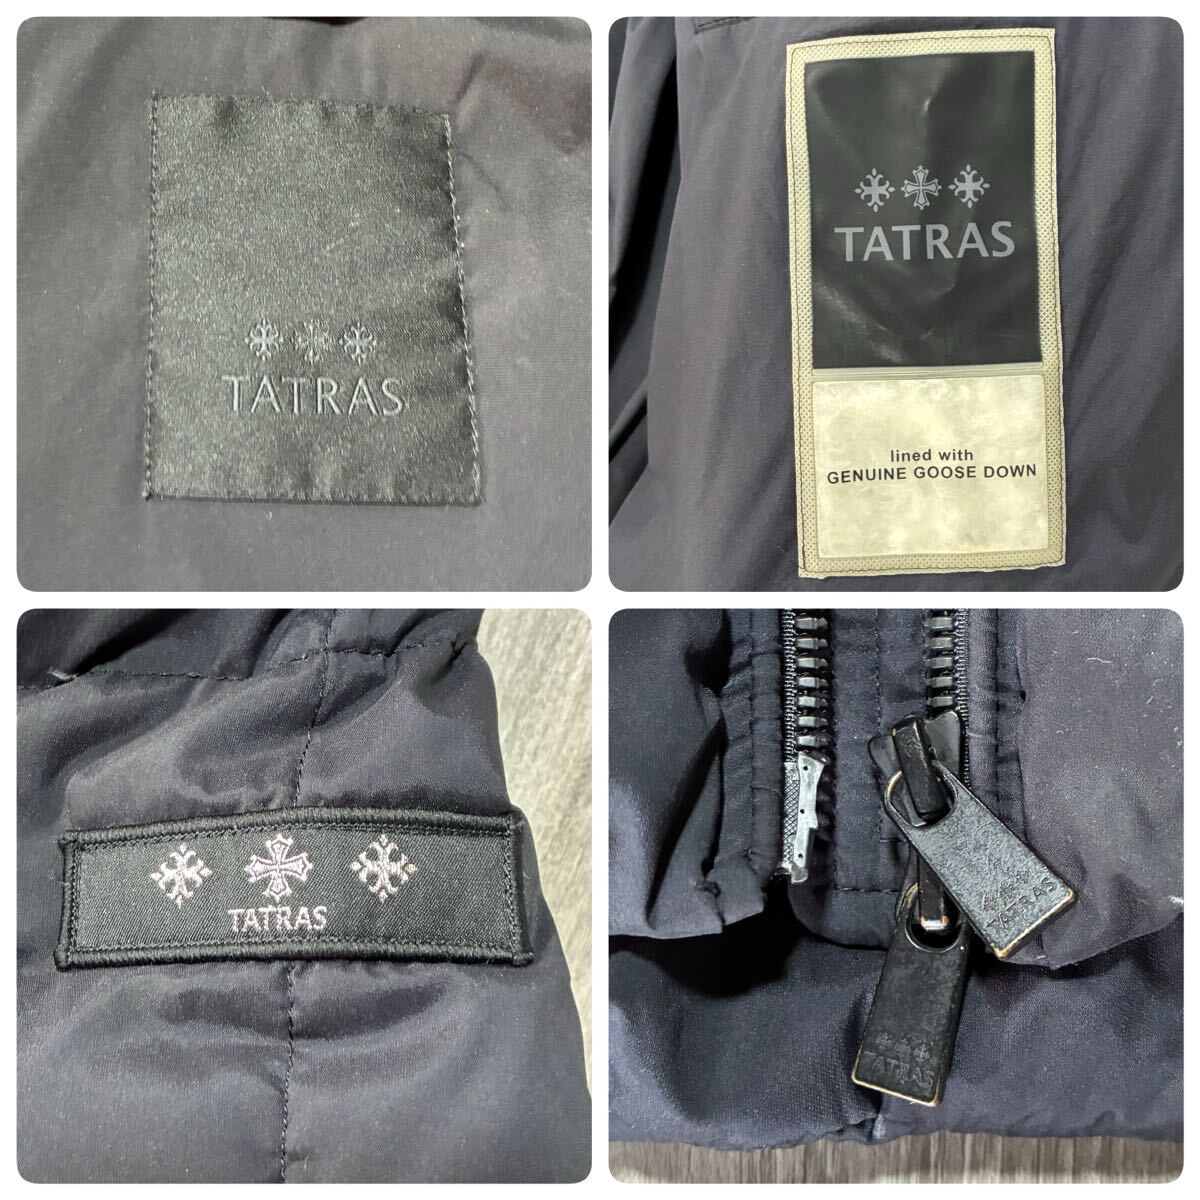 TATRAS
TATRAS
lined with
GENUINE GOOSE DOWN
TATRAS
TATRAS
TATRAS